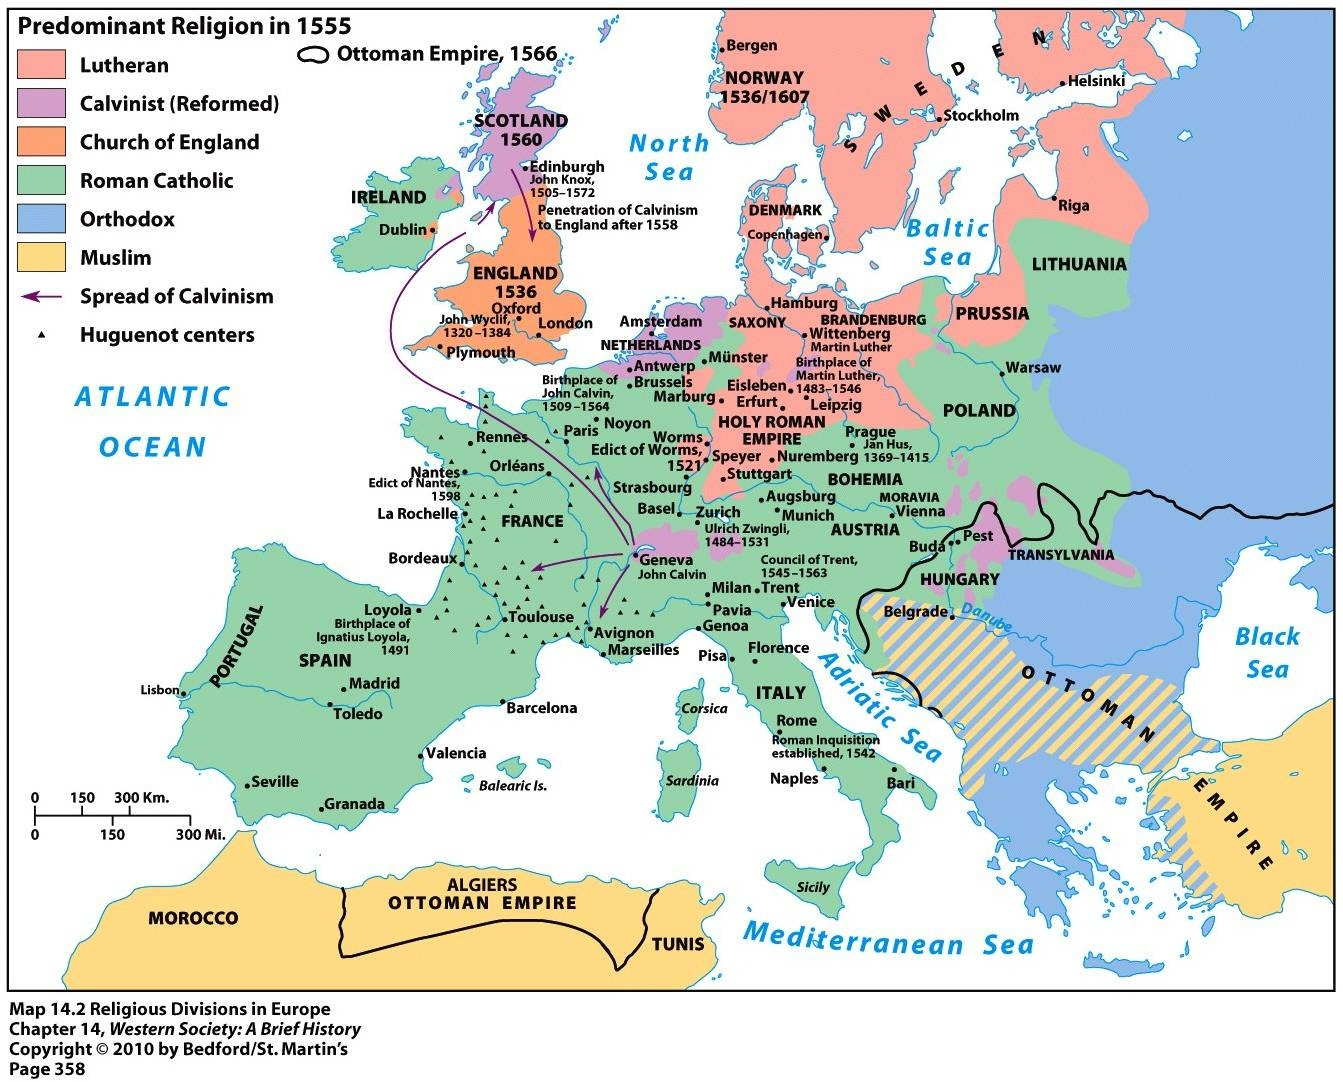 Predominant Religion in 1555
Ottoman Empire, 1566
Lutheran
Calvinist (Reformed)
Church of England
Roman Catholic
Orthodox
Muslim
Spread of Calvinism
Huguenot centers
Bergen
NORWAY
1536/1607
SWEDEN
Helsinki
Stockholm
SCOTLAND
1560
North
Sea
Edinburgh
John Knox,
1505–1572
Penetration of Calvinism
to England after 1558
IRELAND
Dublin
DENMARK
Copenhagen
Riga
Baltic
Sea
LITHUANIA
ENGLAND
1536
Oxford
John Wyclif,
1320–1384
London
Plymouth
Hamburg
Amsterdam
NETHERLANDS
SAXONY
BRANDENBURG
PRUSSIA
Wittenberg
Martin Luther
Münster
Birthplace of
Martin Luther,
1483–1546
Antwerp
Brussels
Marburg
Eisleben
Erfurt
Leipzig
Warsaw
POLAND
ATLANTIC
OCEAN
Birthplace of
John Calvin,
1509–1564
Noyon
Paris
Rennes
Orléans
HOLY ROMAN
EMPIRE
Worms
Edict of Worms,
1521
Speyer
Nuremberg
Stuttgart
Strasbourg
Prague
Jan Hus,
1369–1415
BOHEMIA
MORAVIA
Nantes
Edict of Nantes,
1598
La Rochelle
FRANCE
Basel
Zurich
Ulrich Zwingli,
1484–1531
Augsburg
Munich
Vienna
AUSTRIA
Buda
Pest
TRANSYLVANIA
HUNGARY
Bordeaux
Geneva
John Calvin
Council of Trent,
1545–1563
Milan
Trent
Venice
Pavia
Genoa
Belgrade
Danube
Loyola
Birthplace of
Ignatius Loyola,
1491
Toulouse
Avignon
Marseilles
Pisa
Florence
PORTUGAL
SPAIN
Lisbon
Madrid
Toledo
Barcelona
Valencia
Seville
Granada
Balearic Is.
Corsica
Sardinia
ITALY
Rome
Roman Inquisition
established, 1542
Naples
Bari
Adriatic Sea
Black
Sea
OTTOMAN
EMPIRE
Sicily
Mediterranean Sea
0 150 300 Km.
0 150 300 Mi.
MOROCCO
ALGIERS
OTTOMAN EMPIRE
TUNIS
Map 14.2 Religious Divisions in Europe
Chapter 14, Western Society: A Brief History
Copyright © 2010 by Bedford/St. Martin's
Page 358